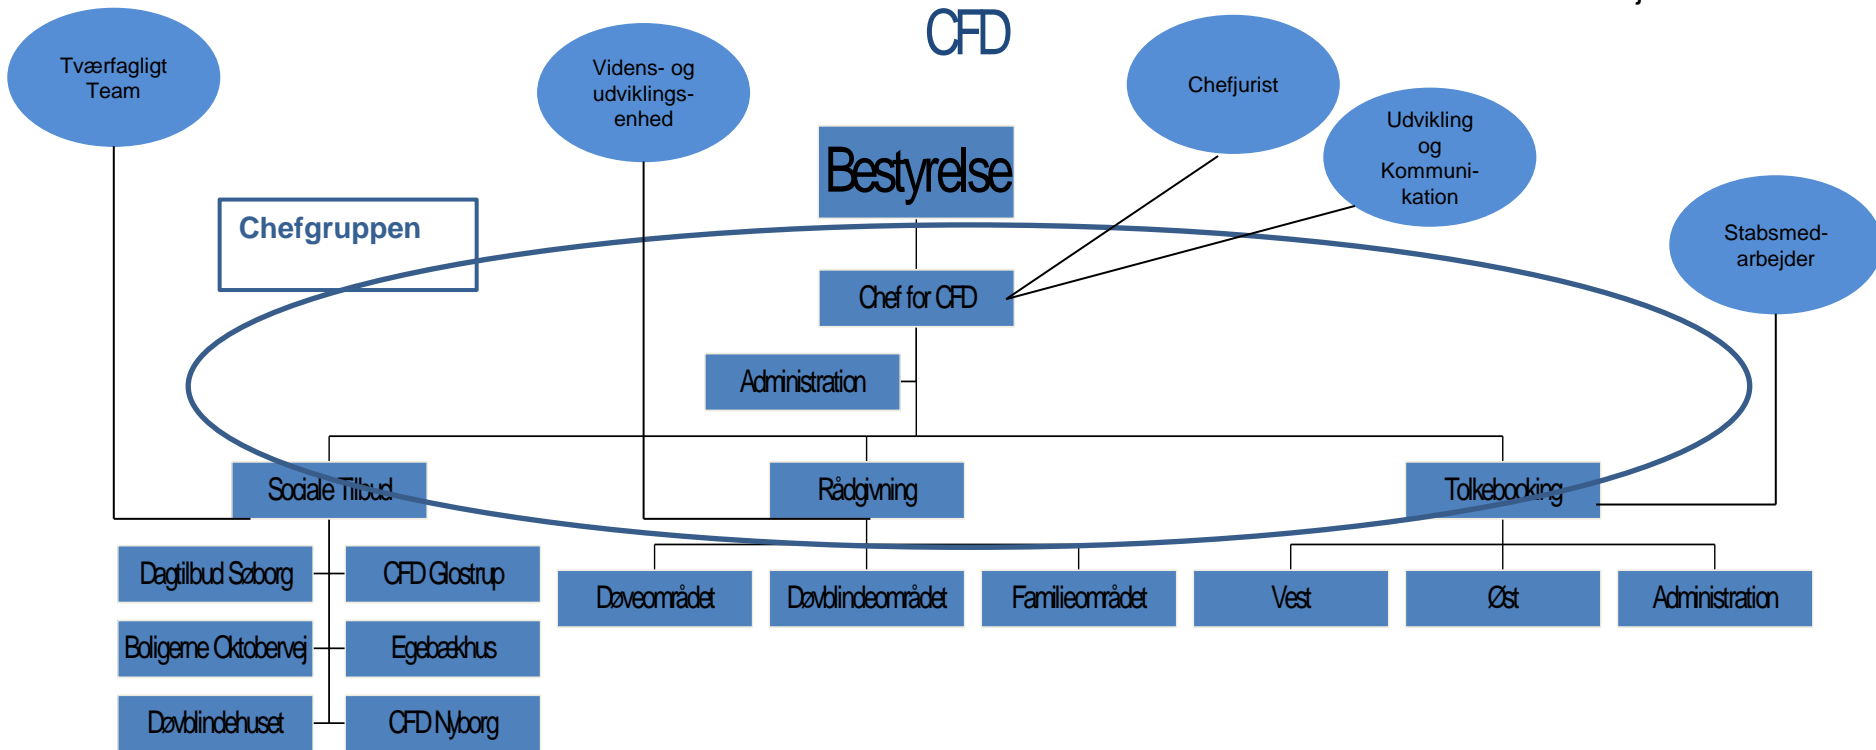 CFD
Tværfagligt
Team
Videns- og
udviklings-
enhed
Chefjurist
Udvikling
og
Kommuni-
kation
Stabsmed-
arbejder
Bestyrelse
Chefgruppen
Chef for CFD
Administration
Sociale Tilbud
Rådgivning
Tolkebooking
Dagtilbud Søborg
CFD Glostrup
Boligerne Oktobervej
Egebækhus
Døvblindehuset
CFD Nyborg
Døveområdet
Døvblindeområdet
Familieområdet
Vest
Øst
Administration